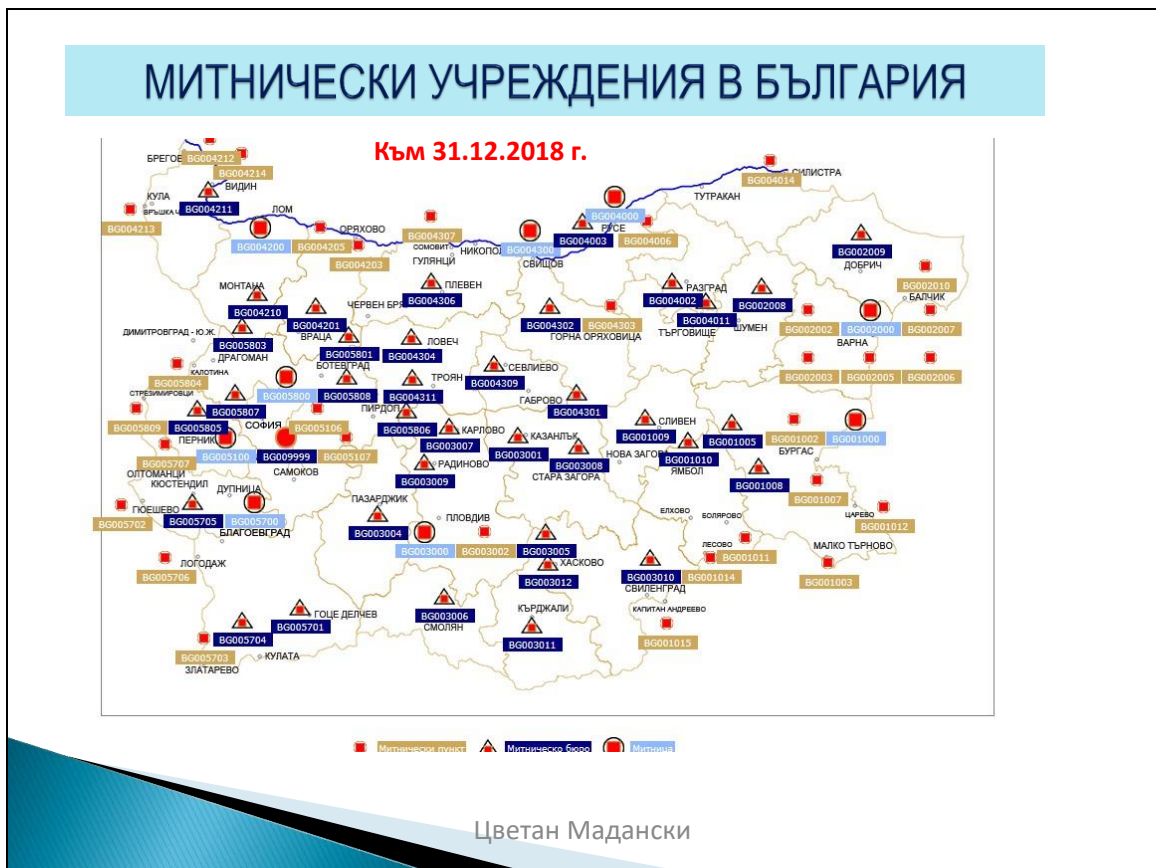 МИТНИЧЕСКИ УЧРЕЖДЕНИЯ В БЪЛГАРИЯ
Към 31.12.2018 г.
БРЕГОВ
BG004212
BG004214
ВИДИН
КУЛА
ВРЪШКА Ч
BG004211
BG004213
ЛОМ
BG004200
BG004205
ОРЯХОВО
BG004203
BG004307
СОМОВИТ
ГУЛЯНЦИ
НИКОПОЛ
BG004300
СВИЩОВ
BG004000
РУСЕ
BG004003
BG004006
ТУТРАКАН
BG004014
СИЛИСТРА
BG002009
ДОБРИЧ
BG002010
БАЛЧИК
МОНТАНА
BG004210
ЧЕРВЕН БРЯ
BG004201
ВРАЦА
ПЛЕВЕН
BG004306
BG004302
BG004303
ГОРНА ОРЯХОВИЦА
РАЗГРАД
BG004002
BG004011
ТЪРГОВИЩЕ
BG002008
ШУМЕН
BG002002
BG002000
BG002007
ВАРНА
ДИМИТРОВГРАД - Ю.Ж.
BG005803
ДРАГОМАН
КАЛОТИНА
BG005804
BG005801
БОТЕВГРАД
ЛОВЕЧ
BG004304
СЕВЛИЕВО
BG004309
ГАБРОВО
BG002003
BG002005
BG002006
СТРЕЗИМИРОВЦИ
BG005800
BG005808
ТРОЯН
BG004311
BG004301
BG005809
BG005805
BG005807
СОФИЯ
BG005106
ПИРДОП
BG005806
КАРЛОВО
BG003007
КАЗАНЛЪК
BG003001
СЛИВЕН
BG001009
BG001005
BG001002
BG001000
БУРГАС
ПЕРНИК
BG005707
BG005100
BG009999
BG005107
САМОКОВ
РАДИНОВО
BG003009
BG003008
СТАРА ЗАГОРА
НОВА ЗАГОРА
BG001010
ЯМБОЛ
BG001008
BG001007
ОЛТОМАНЦИ
КЮСТЕНДИЛ
ДУПНИЦА
ГЮЕШЕВО
BG005702
BG005705
BG005700
БЛАГОЕВГРАД
ПАЗАРДЖИК
BG003004
ПЛОВДИВ
BG003000
BG003002
BG003005
ЕЛХОВО
БОЛЯРОВО
ЦАРЕВО
BG001012
ЛЕСОВО
BG001011
МАЛКО ТЪРНОВО
BG001003
ЛОГОДАЖ
BG005706
ХАСКОВО
BG003012
BG003010
BG001014
СВИЛЕНГРАД
КАПИТАН АНДРЕЕВО
BG001015
ГОЦЕ ДЕЛЧЕВ
BG005701
BG005704
BG003006
СМОЛЯН
КЪРДЖАЛИ
BG003011
BG005703
ЗЛАТАРЕВО
КУЛАТА
Митнически пункт
Митническо бюро
Митница
Цветан Мадански